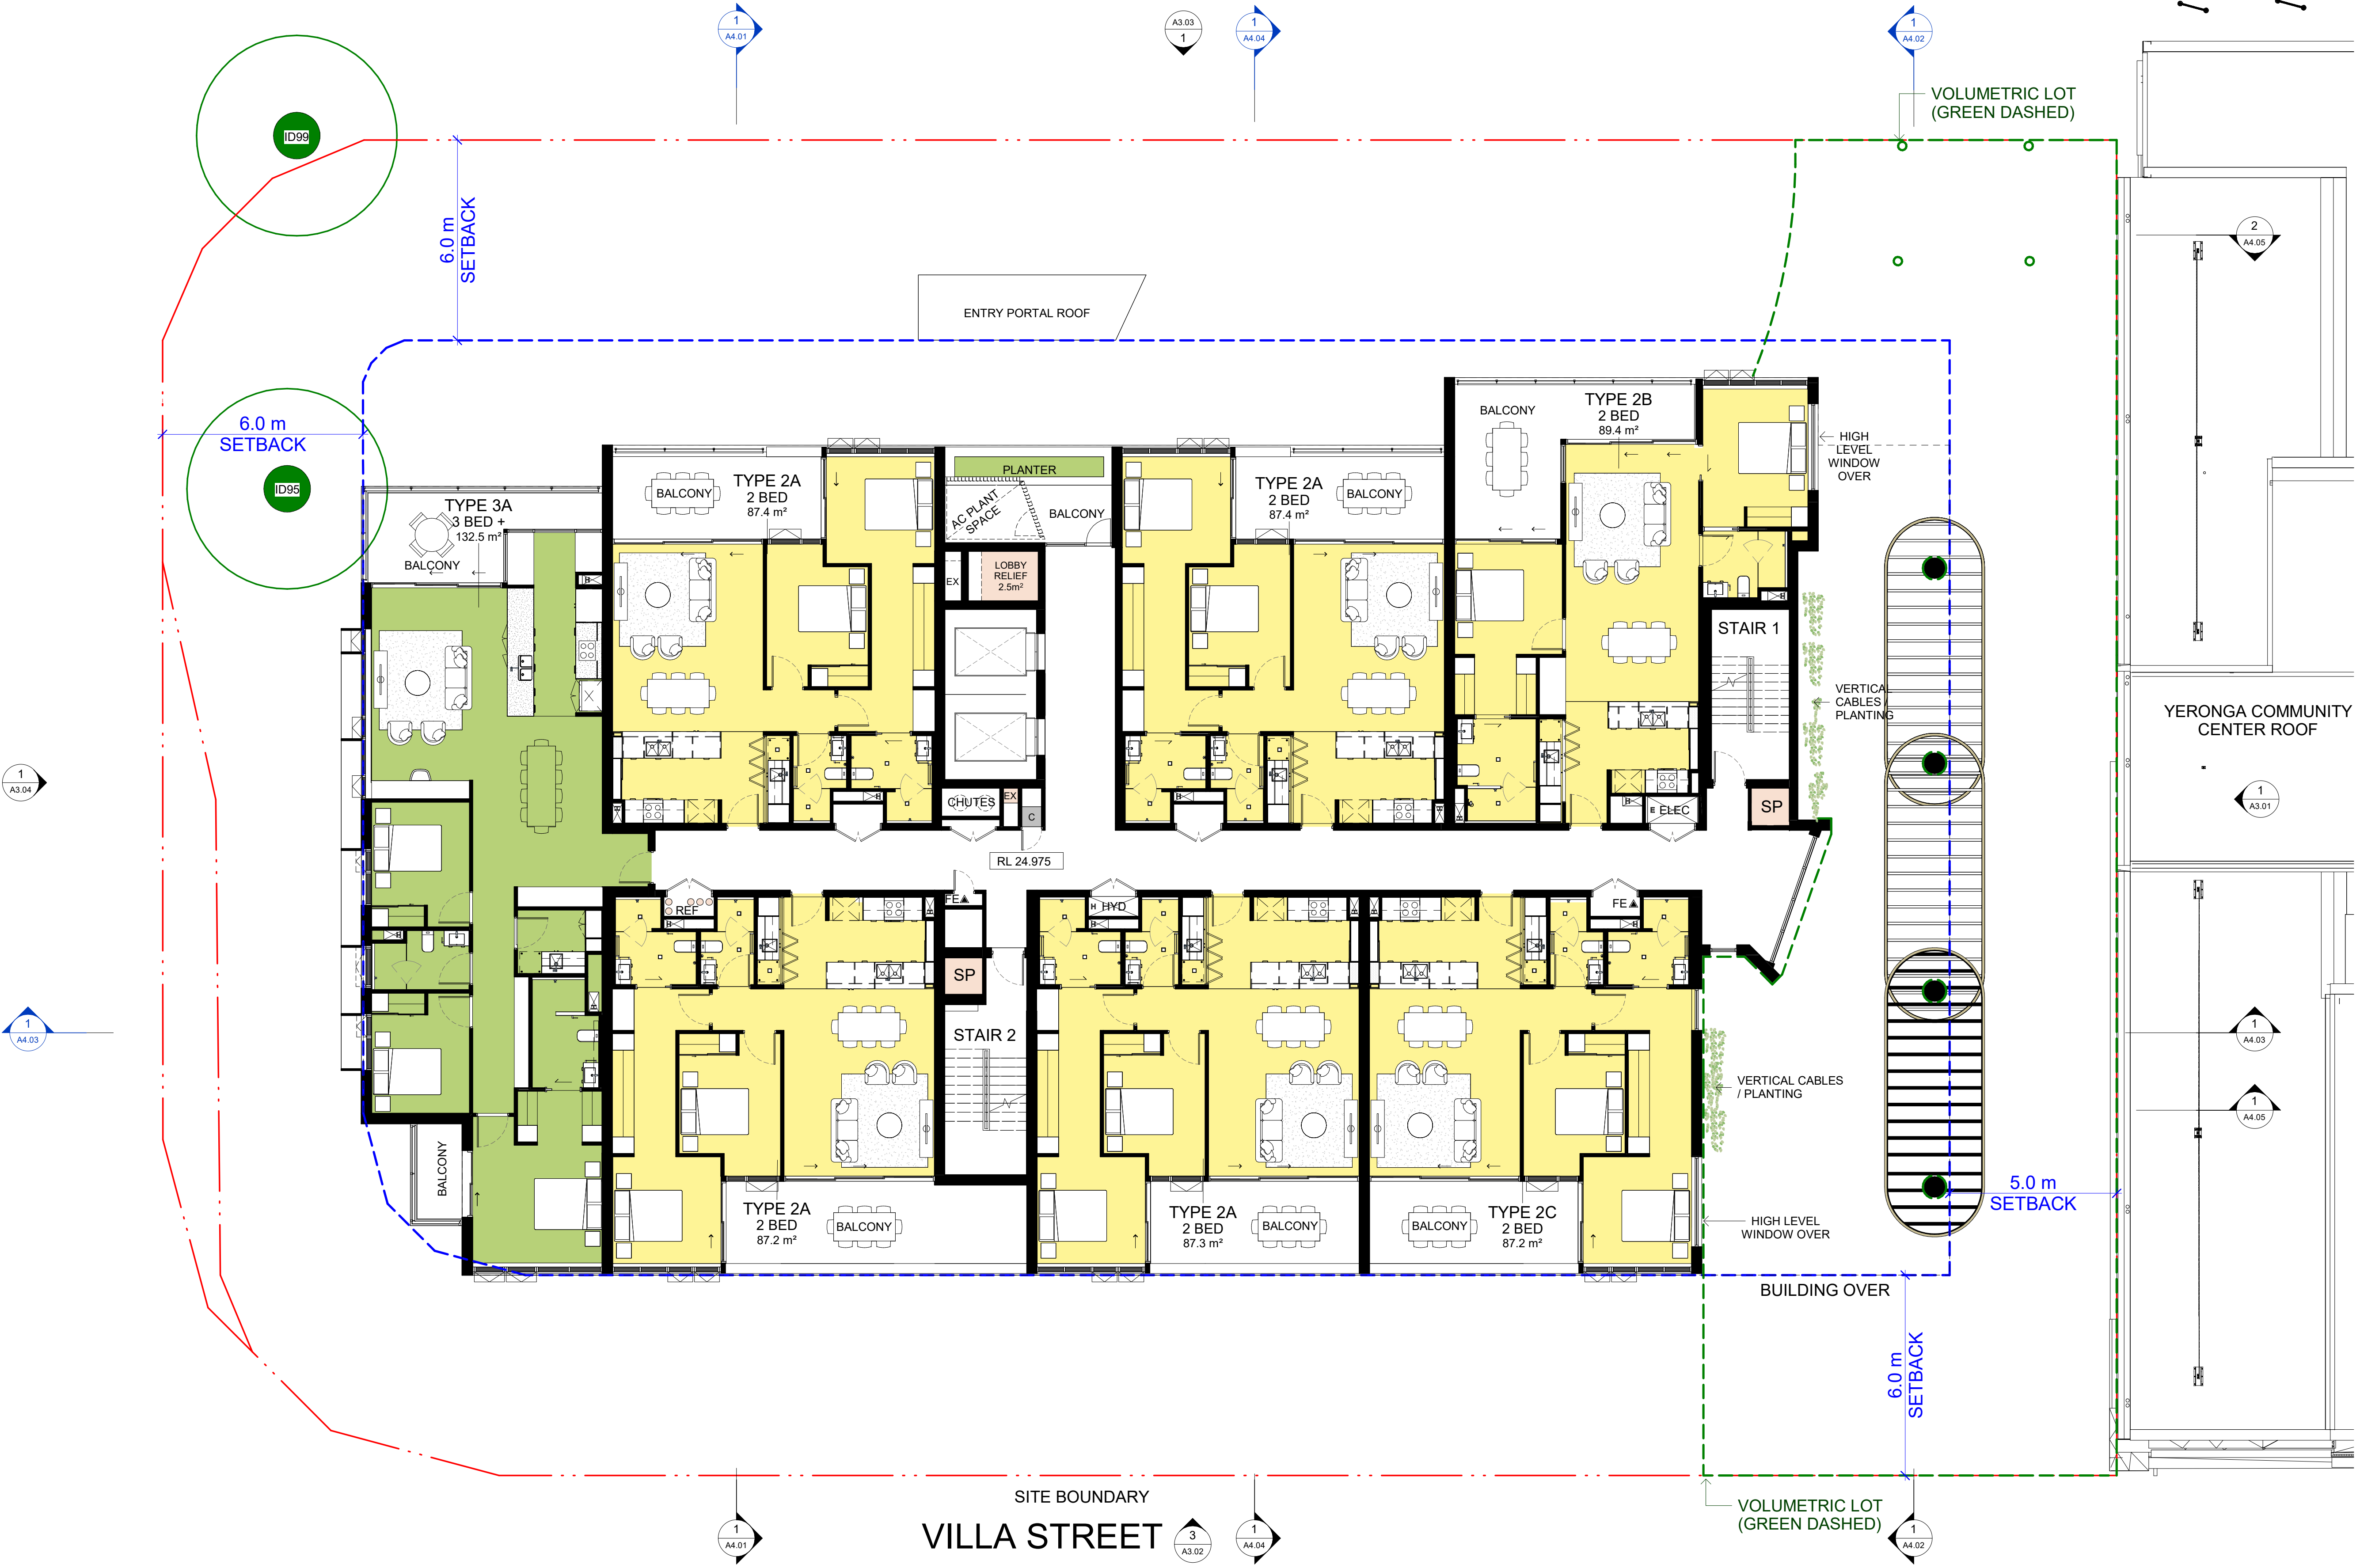 1
A4.01
A3.03
1
1
A4.04
1
A4.02
VOLUMETRIC LOT
(GREEN DASHED)
ID99
6.0 m
SETBACK
2
A4.05
ENTRY PORTAL ROOF
6.0 m
SETBACK
ID95
TYPE 3A
3 BED +
132.5 m²
BALCONY
BALCONY
TYPE 2A
2 BED
87.4 m²
PLANTER
AC PLANT
SPACE
BALCONY
TYPE 2A
2 BED
87.4 m²
BALCONY
BALCONY
TYPE 2B
2 BED
89.4 m²
HIGH
LEVEL
WINDOW
OVER
EX
LOBBY
RELIEF
2.5m²
STAIR 1
VERTICAL
CABLES /
PLANTING
YERONGA COMMUNITY
CENTER ROOF
1
A3.04
CHUTES
EX
C
E ELEC
SP
1
A3.01
RL 24.975
REF
FE
HYD
FE
SP
STAIR 2
1
A4.03
1
A4.03
VERTICAL CABLES
/ PLANTING
1
A4.05
BALCONY
TYPE 2A
2 BED
87.2 m²
BALCONY
TYPE 2A
2 BED
87.3 m²
BALCONY
BALCONY
TYPE 2C
2 BED
87.2 m²
HIGH LEVEL
WINDOW OVER
5.0 m
SETBACK
BUILDING OVER
6.0 m
SETBACK
SITE BOUNDARY
VILLA STREET
1
A4.01
3
A3.02
1
A4.04
VOLUMETRIC LOT
(GREEN DASHED)
1
A4.02